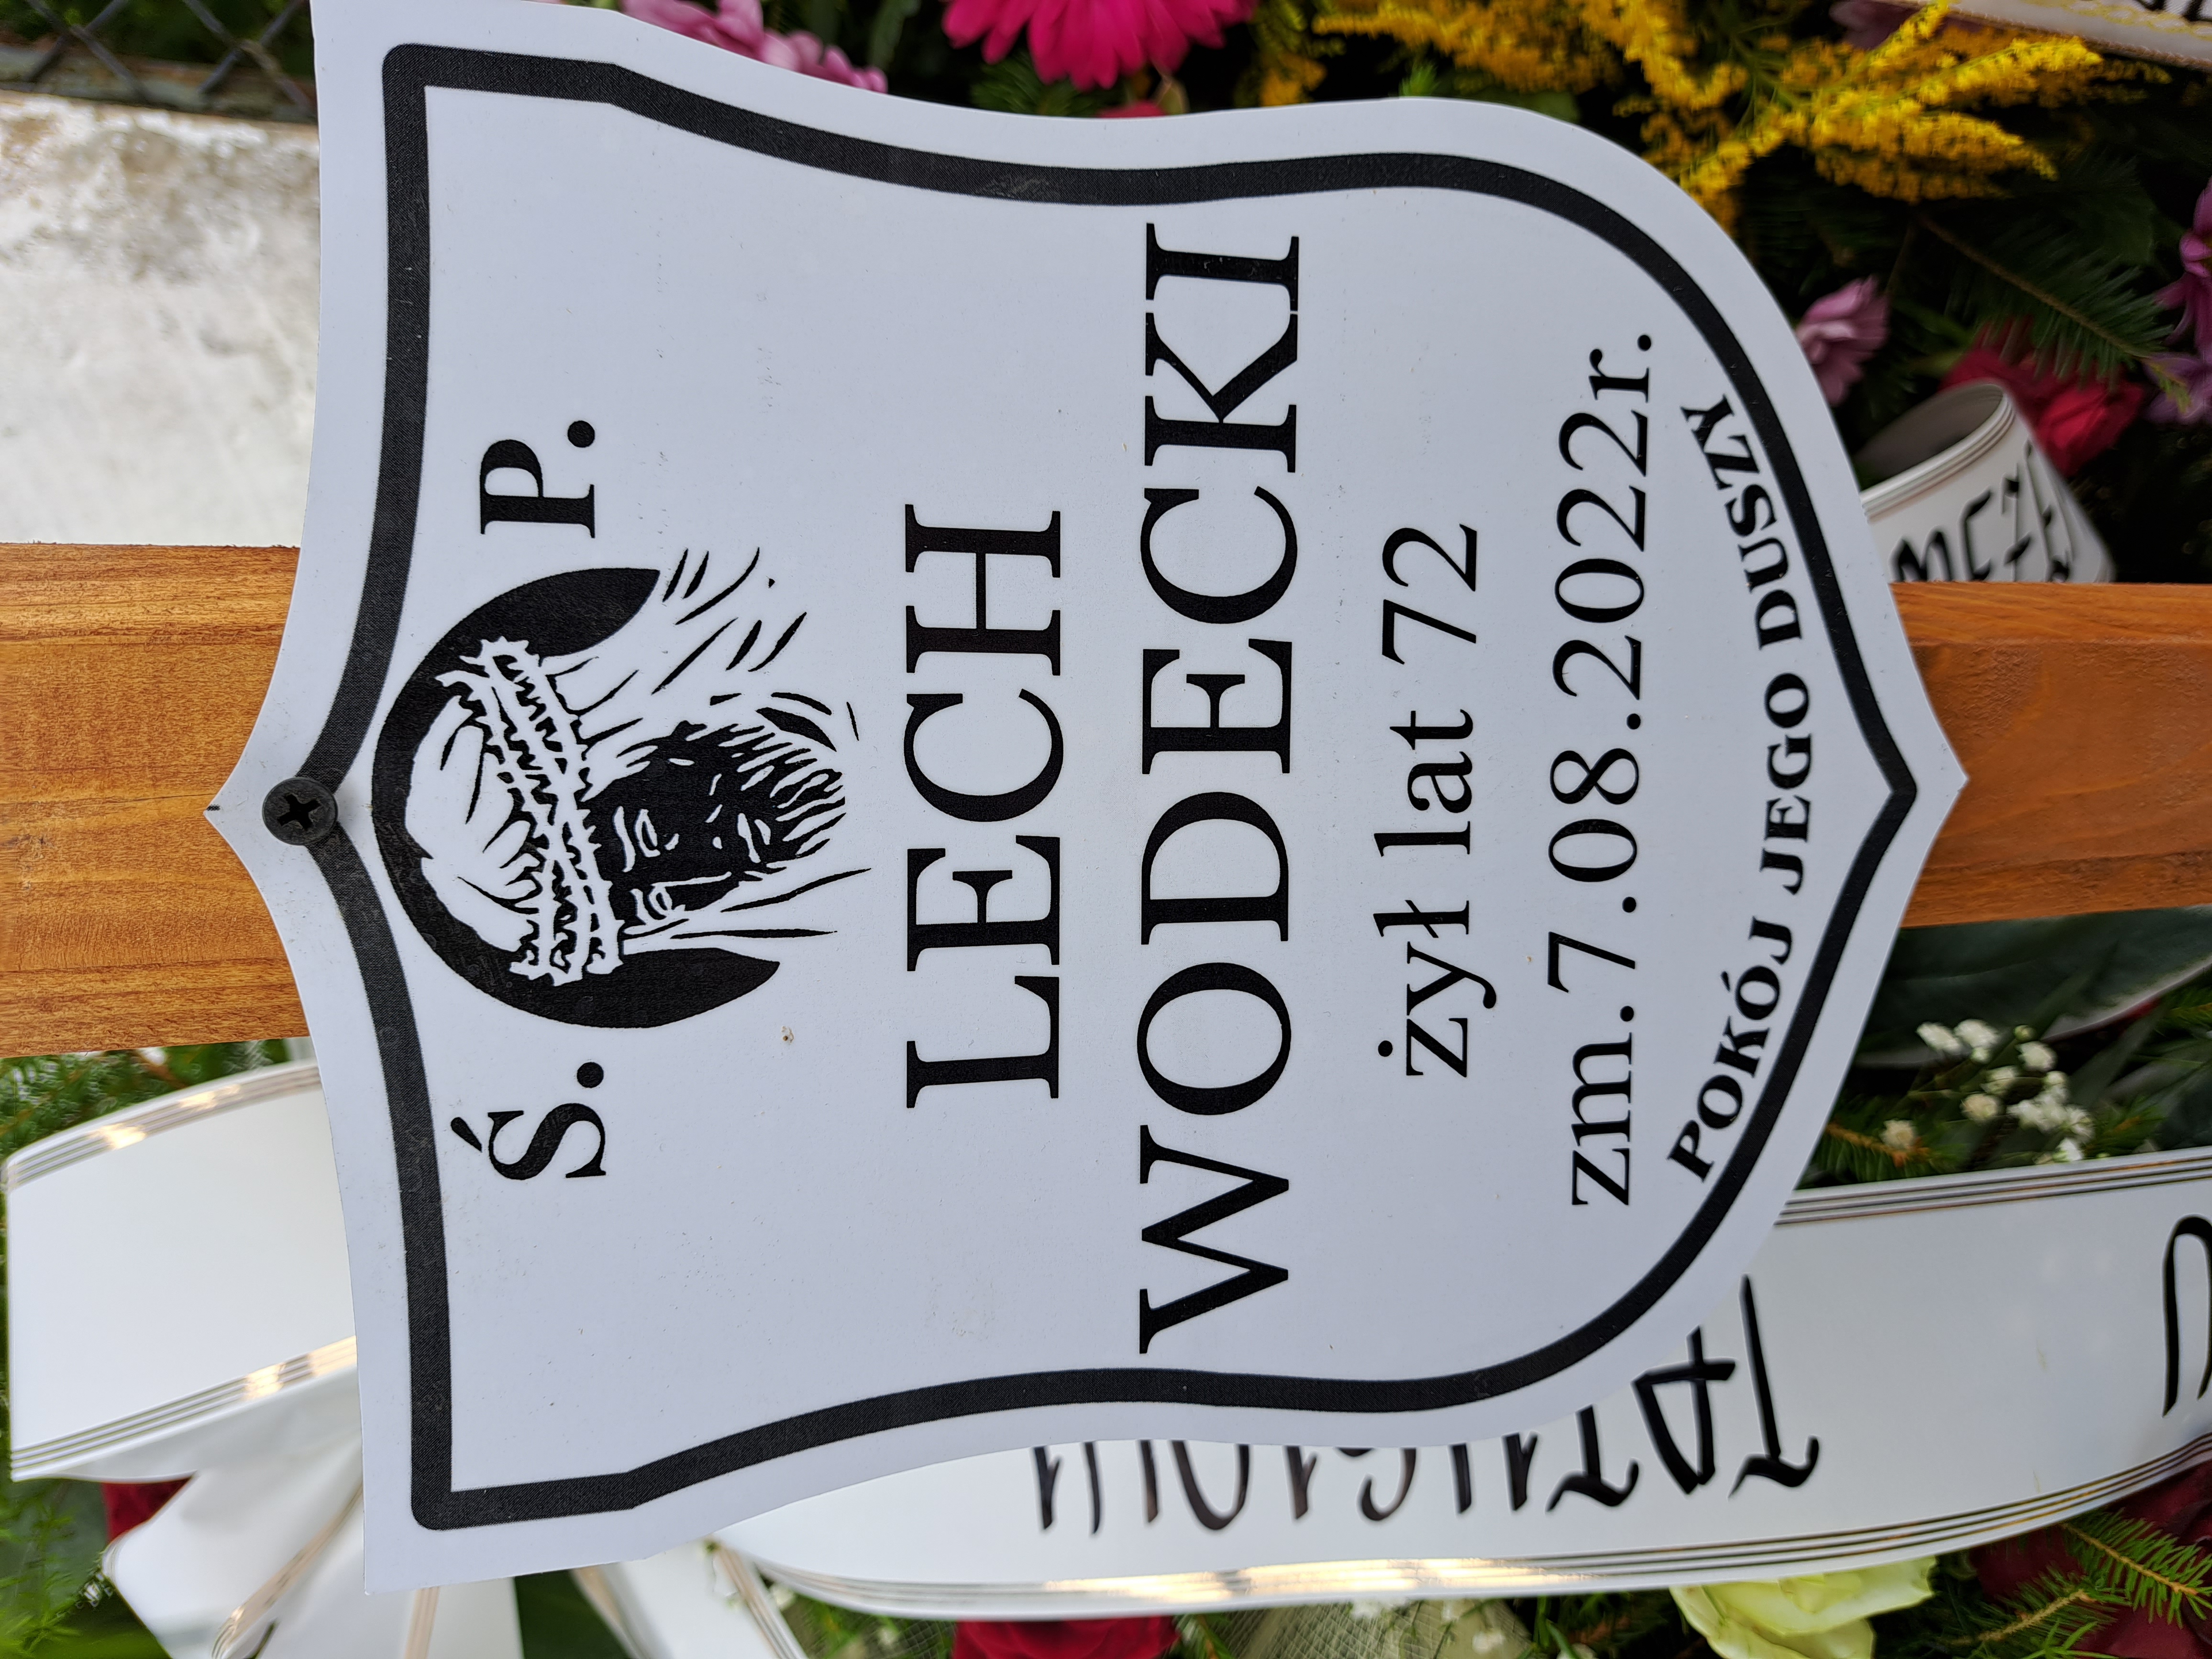 Ś. P.
LECH
WODECKI
żył lat 72
zm.7.08.2022r.
POKÓJ JEGO DUSZY